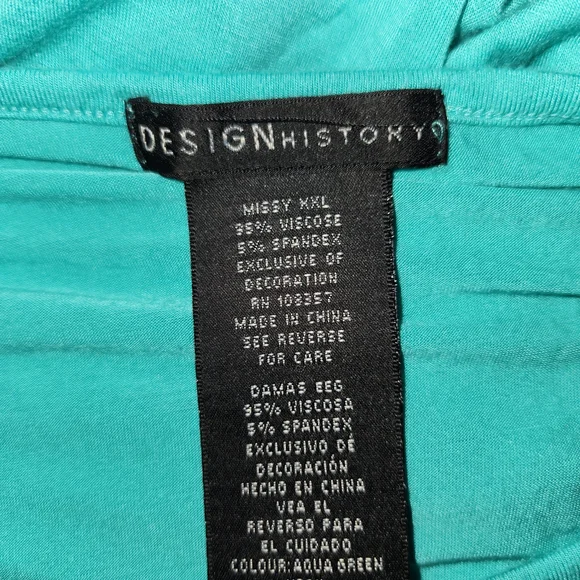 DESIGNHISTORY
MISSY XXL
95% VISCOSE
5% SPANDEX
EXCLUSIVE OF
DECORATION
RN 108357
MADE IN CHINA
SEE REVERSE
FOR CARE
DAMAS EEG
95% VISCOSA
5% SPANDEX
EXCLUSIVO DÉ
DECORACIÓN
HECHO EN CHINA
VEA EL
REVERSO PARA
EL CUIDADO
COLOUR: AQUA GREEN